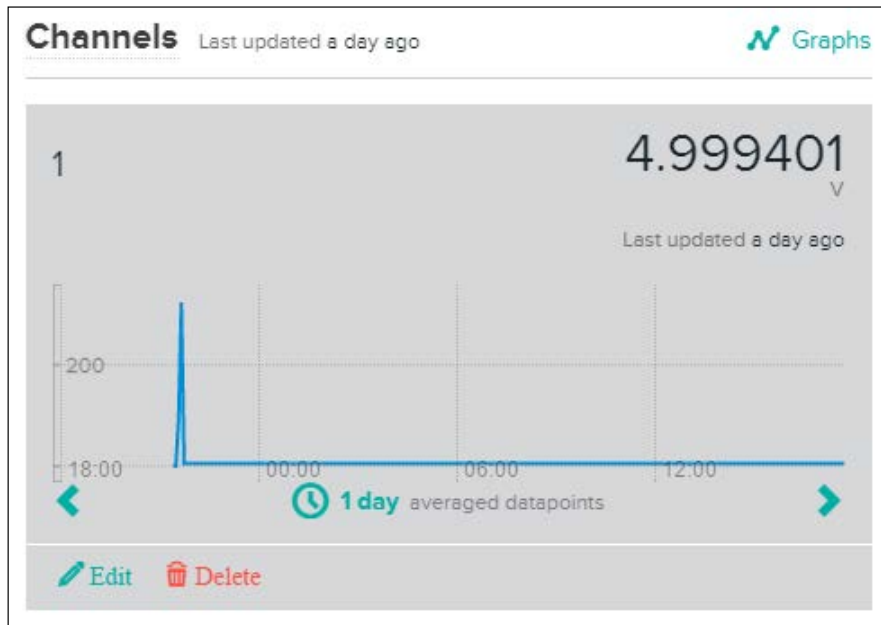 Channels Last updated a day ago Graphs
1
4.999401
V
Last updated a day ago
200
18:00 00:00 06:00 12:00
1 day averaged datapoints
Edit Delete